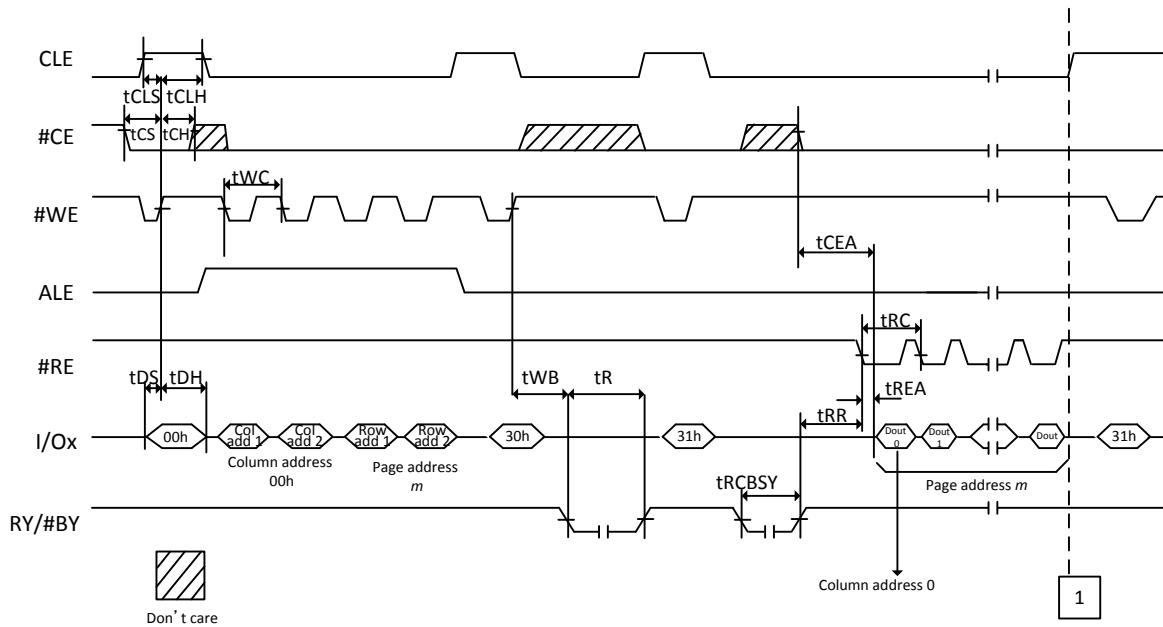 CLE
tCLS tCLH
#CE
tCS tCH
tWC
#WE
tCEA
ALE
tRC
#RE
tDS tDH
tWB tR
tREA
tRR
I/Ox
00h
Col add 1
Col add 2
Row add 1
Row add 2
30h
31h
Dout 0
Dout 1
Dout
31h
Column address 00h
Page address m
tRCBSY
Page address m
RY/#BY
Column address 0
1
Don't care